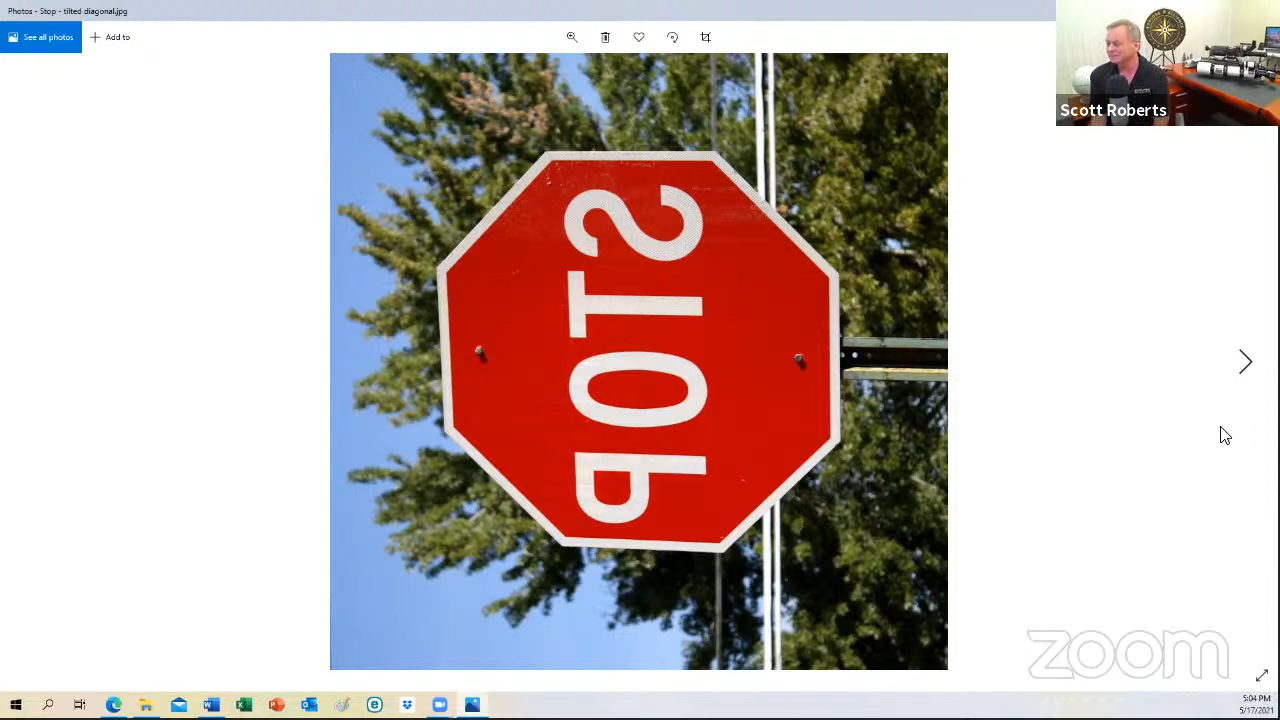 Photos - Stop - tilted diagonal.jpg
See all photos
Add to
Scott Roberts
STOP
zoom
5:04 PM
5/17/2021